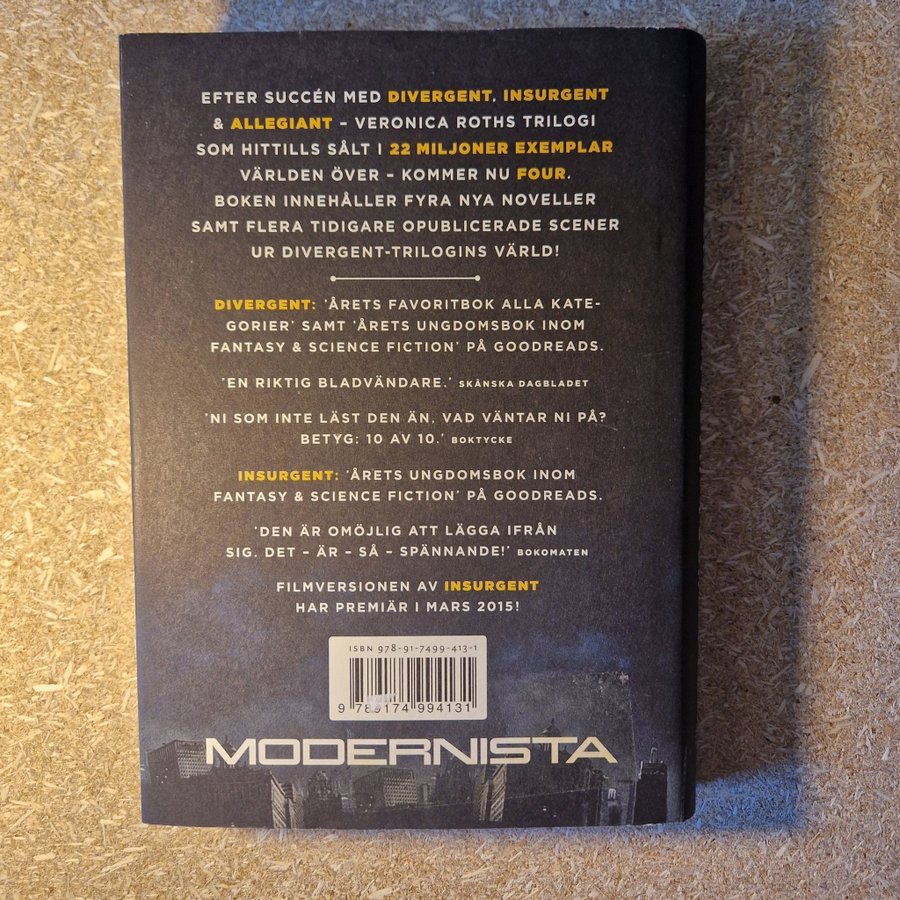 EFTER SUCCÉN MED DIVERGENT, INSURGENT
& ALLEGIANT – VERONICA ROTHS TRILOGI
SOM HITTILLS SÅLT I 22 MILJONER EXEMPLAR
VÄRLDEN ÖVER – KOMMER NU FOUR.
BOKEN INNEHÅLLER FYRA NYA NOVELLER
SAMT FLERA TIDIGARE OPUBLICERADE SCENER
UR DIVERGENT-TRILOGINS VÄRLD!
DIVERGENT: 'ÅRETS FAVORITBOK ALLA KATE-
GORIER' SAMT 'ÅRETS UNGDOMSBOK INOM
FANTASY & SCIENCE FICTION' PÅ GOODREADS.
'EN RIKTIG BLADVÄNDARE.' SKÅNSKA DAGBLADET
'NI SOM INTE LÄST DEN ÄN, VAD VÄNTAR NI PÅ?
BETYG: 10 AV 10.' BOKTYCKE
INSURGENT: 'ÅRETS UNGDOMSBOK INOM
FANTASY & SCIENCE FICTION' PÅ GOODREADS.
'DEN ÄR OMÖJLIG ATT LÄGGA IFRÅN
SIG. DET – ÄR – SÅ – SPÄNNANDE!' BOKOMATEN
FILMVERSIONEN AV INSURGENT
HAR PREMIÄR I MARS 2015!
ISBN 978-91-7499-413-1
9 789174 994131
MODERNISTA